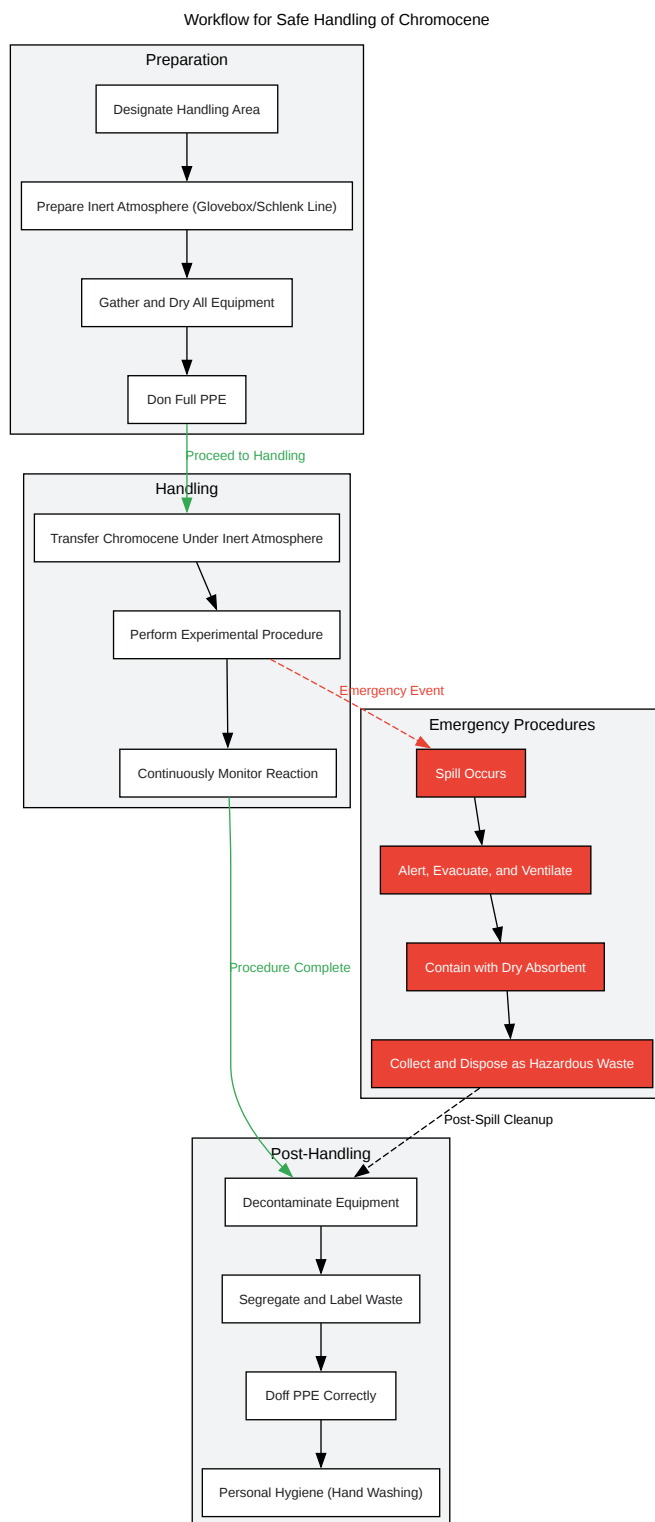 Workflow for Safe Handling of Chromocene
Preparation
Designate Handling Area
Prepare Inert Atmosphere (Glovebox/Schlenk Line)
Gather and Dry All Equipment
Don Full PPE
Proceed to Handling
Handling
Transfer Chromocene Under Inert Atmosphere
Perform Experimental Procedure
Emergency Event
Emergency Procedures
Spill Occurs
Continuously Monitor Reaction
Alert, Evacuate, and Ventilate
Contain with Dry Absorbent
Procedure Complete
Collect and Dispose as Hazardous Waste
Post-Spill Cleanup
Post-Handling
Decontaminate Equipment
Segregate and Label Waste
Doff PPE Correctly
Personal Hygiene (Hand Washing)